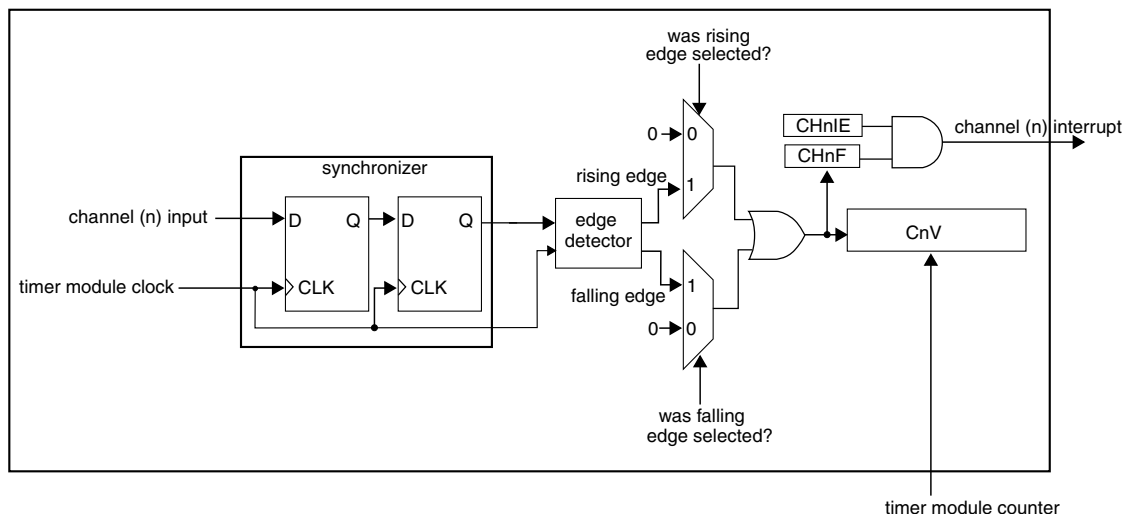 was rising
edge selected?
0
0
CHnIE
channel (n) interrupt
CHnF
synchronizer
rising edge
1
channel (n) input
D
Q
D
Q
edge
detector
CnV
timer module clock
CLK
CLK
falling edge
1
0
0
was falling
edge selected?
timer module counter